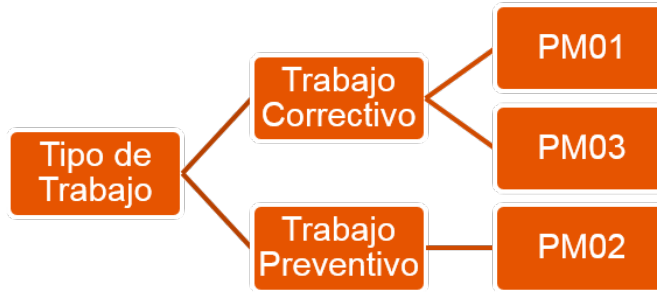 Tipo de
Trabajo
Trabajo
Correctivo
PM01
PM03
Trabajo
Preventivo
PM02